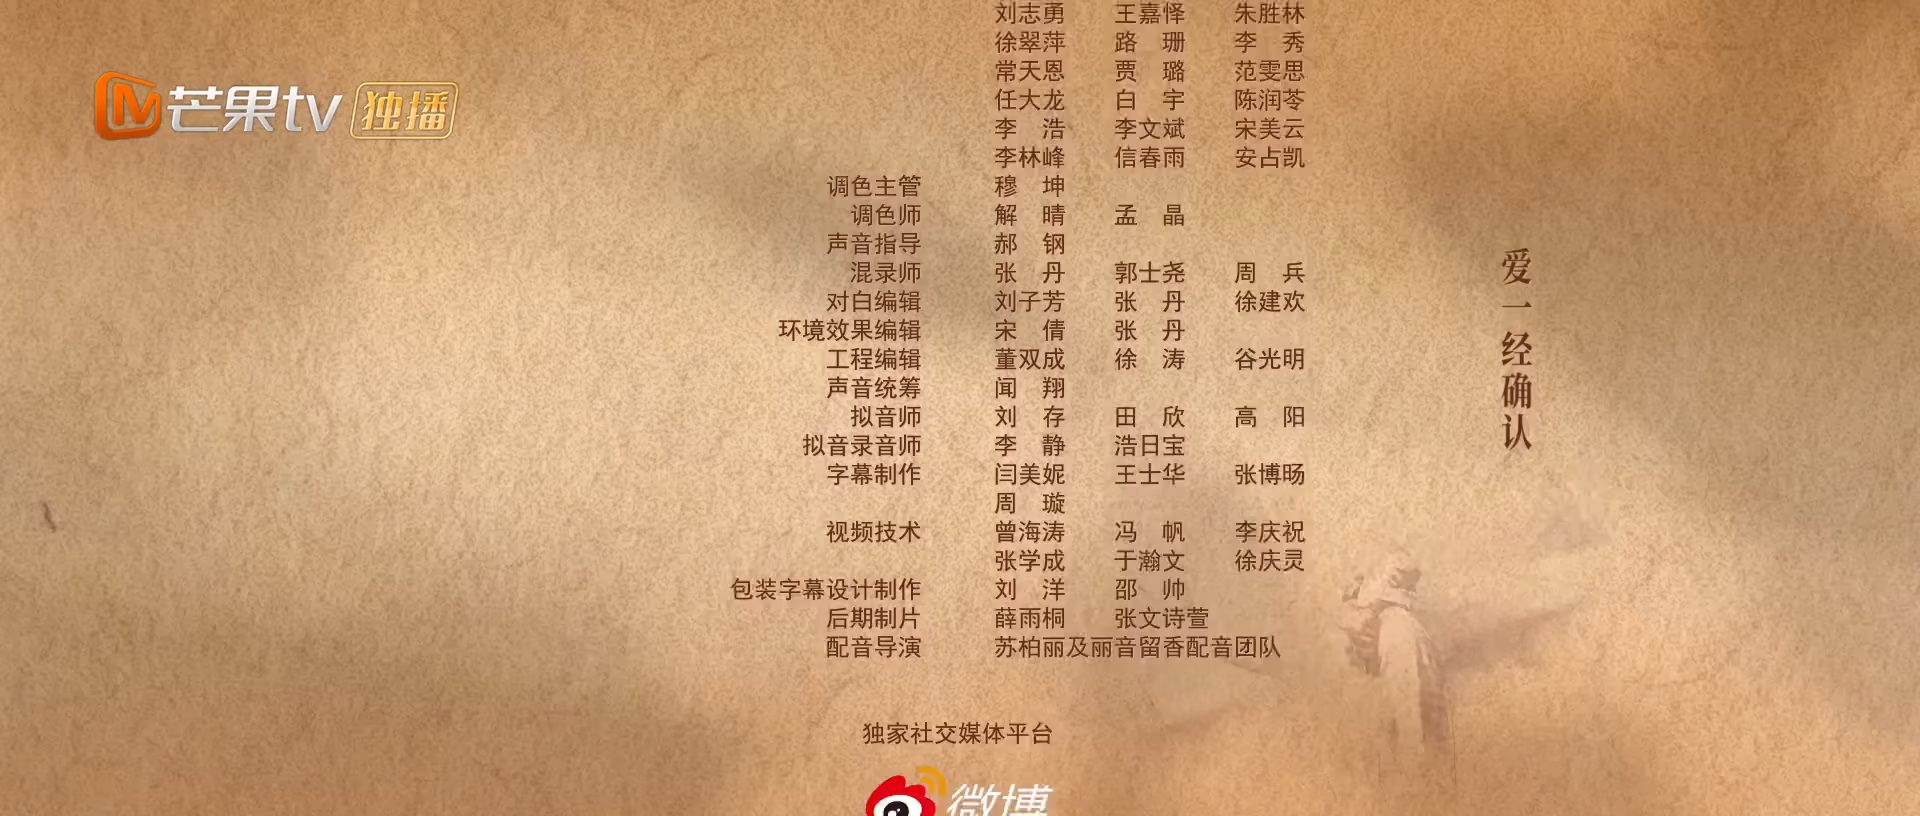 刘志勇 王嘉怿 朱胜林
徐翠萍 路 珊 李 秀
常天恩 贾 璐 范雯思
任大龙 白 宇 陈润苓
李 浩 李文斌 宋美云
李林峰 信春雨 安占凯
芒果tv 独播
调色主管 穆 坤
调色师 解 晴 孟 晶
声音指导 郝 钢
混录师 张 丹 郭士尧 周 兵
对白编辑 刘子芳 张 丹 徐建欢
环境效果编辑 宋 倩 张 丹
工程编辑 董双成 徐 涛 谷光明
声音统筹 闻 翔
拟音师 刘 存 田 欣 高 阳
拟音录音师 李 静 浩日宝
字幕制作 闫美妮 王士华 张博旸
周 璇
视频技术 曾海涛 冯 帆 李庆祝
张学成 于瀚文 徐庆灵
包装字幕设计制作 刘 洋 邵 帅
后期制片 薛雨桐 张文诗萱
配音导演 苏柏丽及丽音留香配音团队
爱一经确认
独家社交媒体平台
微博